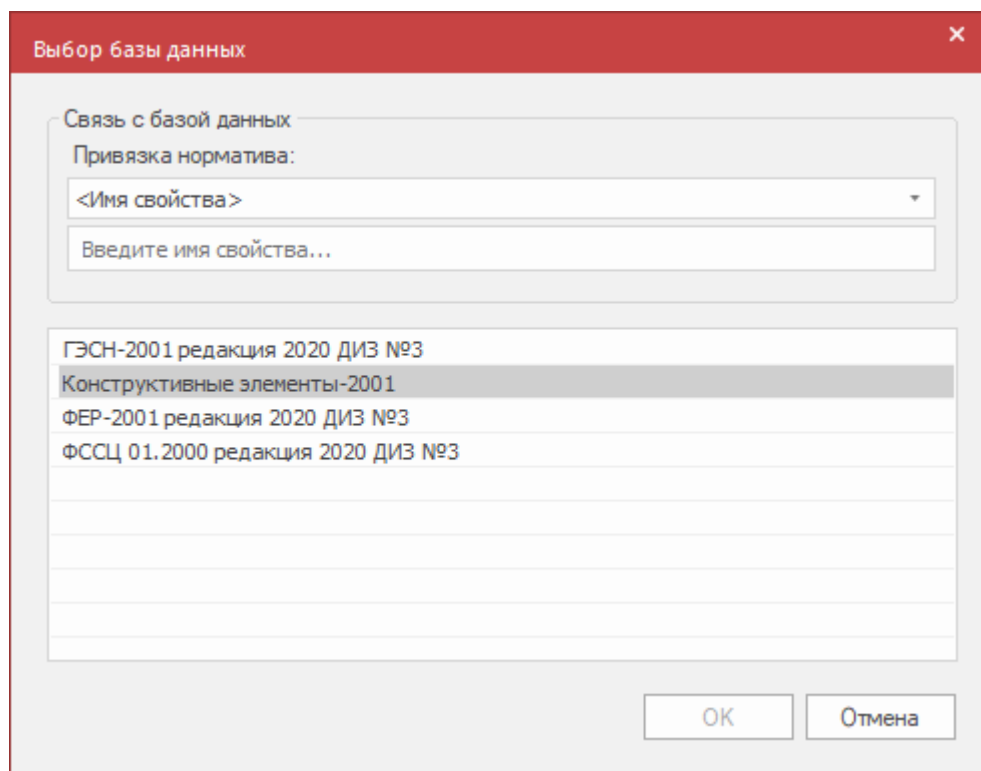 Выбор базы данных
Связь с базой данных
Привязка норматива:
<Имя свойства>
Введите имя свойства...
ГЭСН-2001 редакция 2020 ДИЗ №3
Конструктивные элементы-2001
ФЕР-2001 редакция 2020 ДИЗ №3
ФССЦ 01.2000 редакция 2020 ДИЗ №3
OK
Отмена